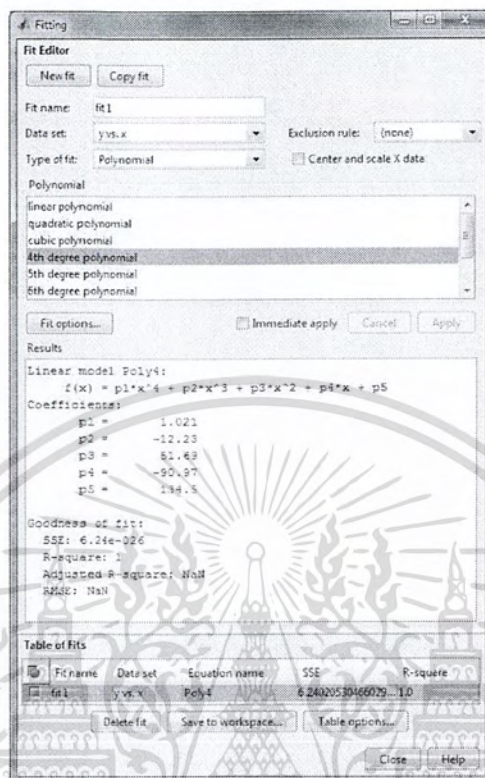 Fitting
Fit Editor
New fit Copy fit
Fit name: fit 1
Data set: y vs. x Exclusion rule: (none)
Type of fit: Polynomial Center and scale X data
Polynomial
linear polynomial
quadratic polynomial
cubic polynomial
4th degree polynomial
5th degree polynomial
6th degree polynomial
Fit options... Immediate apply Cancel Apply
Results
Linear model Poly4:
f(x) = p1*x^4 + p2*x^3 + p3*x^2 + p4*x + p5
Coefficients:
p1 = 1.021
p2 = -12.23
p3 = 51.69
p4 = -90.97
p5 = 134.5
Goodness of fit:
SSE: 6.24e-026
R-square: 1
Adjusted R-square: NaN
RMSE: NaN
Table of Fits
Fit name Data set Equation name SSE R-square
fit 1 y vs. x Poly4 6.24020530466029... 1.0
Delete fit Save to workspace... Table options...
Close Help